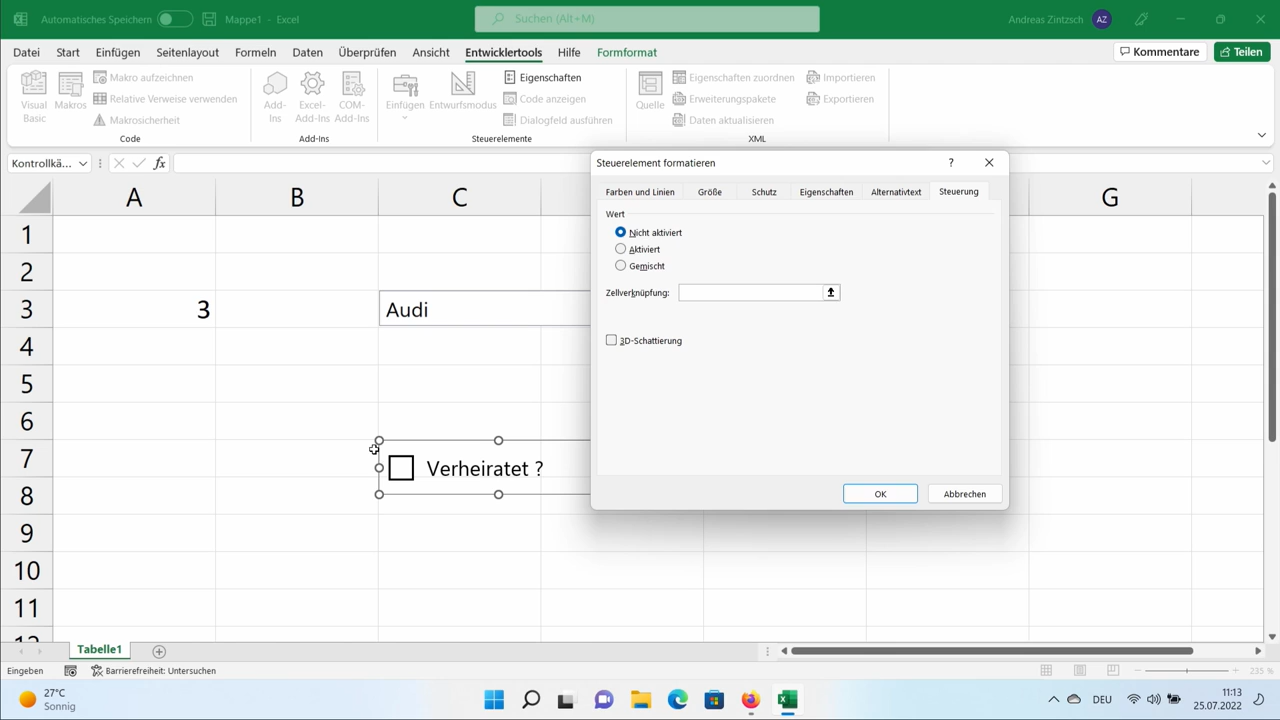 Automatisches Speichern
Mappe1 - Excel
Suchen (Alt+M)
Andreas Zintzsch
AZ
Datei Start Einfügen Seitenlayout Formeln Daten Überprüfung Ansicht Entwicklertools Hilfe Formformat
Kommentare
Teilen
Visual Basic
Makros
Makro aufzeichnen
Relative Verweise verwenden
Makrosicherheit
Code
Add-Ins
Excel-Add-Ins
COM-Add-Ins
Add-Ins
Einfügen
Entwurfsmodus
Eigenschaften
Code anzeigen
Dialogfeld ausführen
Steuerelemente
Quelle
Eigenschaften zuordnen
Erweiterungspakete
Daten aktualisieren
Importieren
Exportieren
XML
Kontrollkä...
fx
A B C G
1
2
3 3 Audi
4
5
6
7 Verheiratet ?
8
9
10
11
12
Steuerelement formatieren
?
Farben und Linien Größe Schutz Eigenschaften Alternativtext Steuerung
Wert
Nicht aktiviert
Aktiviert
Gemischt
Zellverknüpfung:
3D-Schattierung
OK
Abbrechen
Tabelle1
Eingeben
Barrierefreiheit: Untersuchen
235 %
27°C
Sonnig
DEU
11:13
25.07.2022